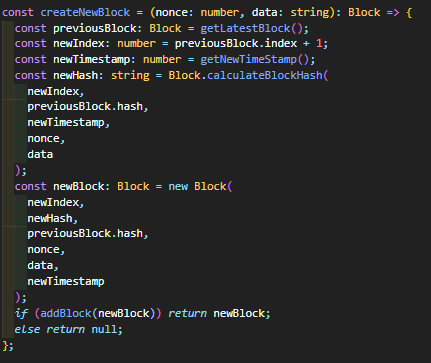 const createNewBlock = (nonce: number, data: string): Block => {
const previousBlock: Block = getLatestBlock();
const newIndex: number = previousBlock.index + 1;
const newTimestamp: number = getNewTimeStamp();
const newHash: string = Block.calculateBlockHash(
newIndex,
previousBlock.hash,
newTimestamp,
nonce,
data
);
const newBlock: Block = new Block(
newIndex,
newHash,
previousBlock.hash,
nonce,
data,
newTimestamp
);
if (addBlock(newBlock)) return newBlock;
else return null;
};